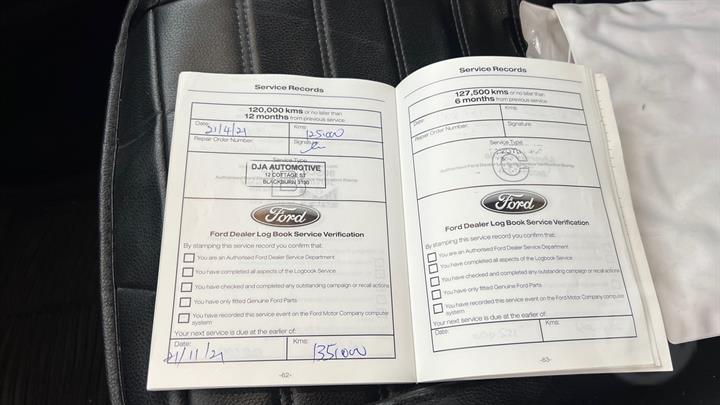 Service Records
120,000 kms or no later than
12 months from previous service
Date: 21/4/21 Kms: 125000
Repair Order Number: Signature:
Service Type
DJA AUTOMOTIVE
12 COTTAGE ST
BLACKBURN 3130
Ford
Ford Dealer Log Book Service Verification
By stamping this service record you confirm that:
You are an Authorised Ford Dealer Service Department
You have completed all aspects of the Logbook Service
You have checked and completed any outstanding campaign or recall actions
You have only fitted Genuine Ford Parts
You have recorded this service event on the Ford Motor Company computer
system
Your next service is due at the earlier of:
Date: 21/11/21 Kms: 135000
-62-
Service Records
127,500 kms or no later than
6 months from previous service
Date: Kms:
Repair Order Number: Signature:
Service Type
C
Ford
Ford Dealer Log Book Service Verification
By stamping this service record you confirm that:
You are an Authorised Ford Dealer Service Department
You have completed all aspects of the Logbook Service
You have checked and completed any outstanding campaign or recall actions
You have only fitted Genuine Ford Parts
You have recorded this service event on the Ford Motor Company computer
system
Your next service is due at the earlier of:
Date: Kms:
-63-